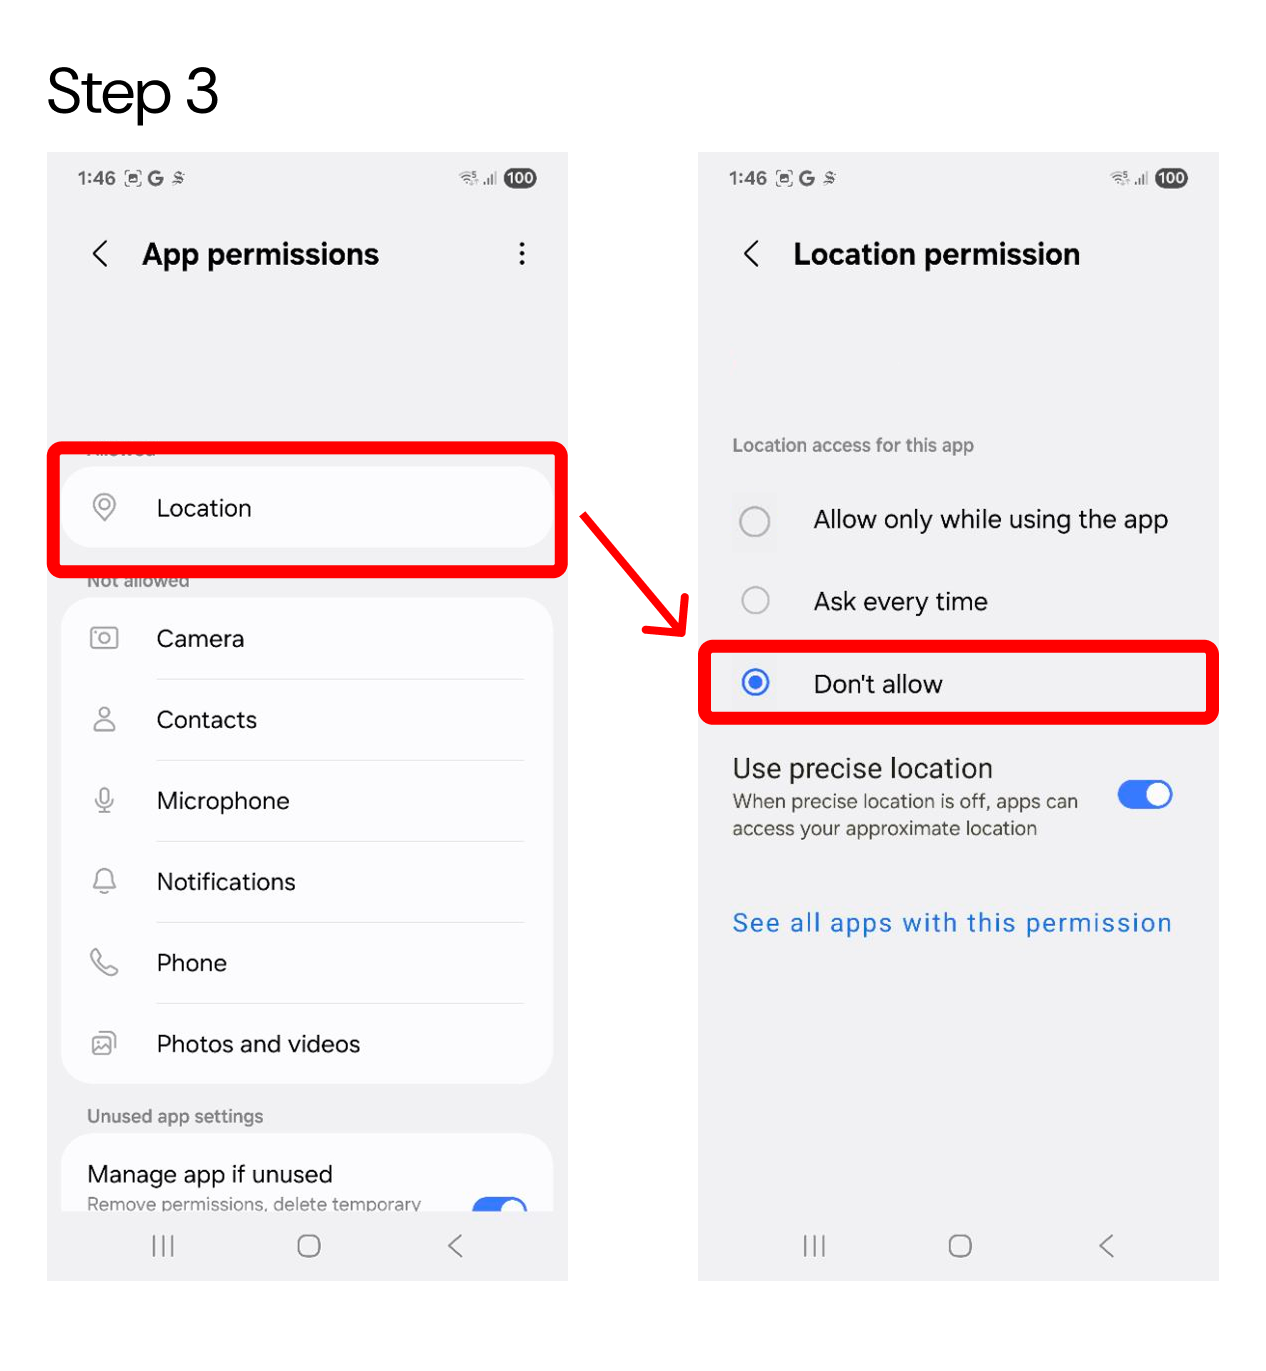 Step 3
1:46 G
5 100
App permissions
Allowed
Location
Not allowed
Camera
Contacts
Microphone
Notifications
Phone
Photos and videos
Unused app settings
Manage app if unused
Remove permissions, delete temporary
1:46 G
5 100
Location permission
Location access for this app
Allow only while using the app
Ask every time
Don't allow
Use precise location
When precise location is off, apps can
access your approximate location
See all apps with this permission